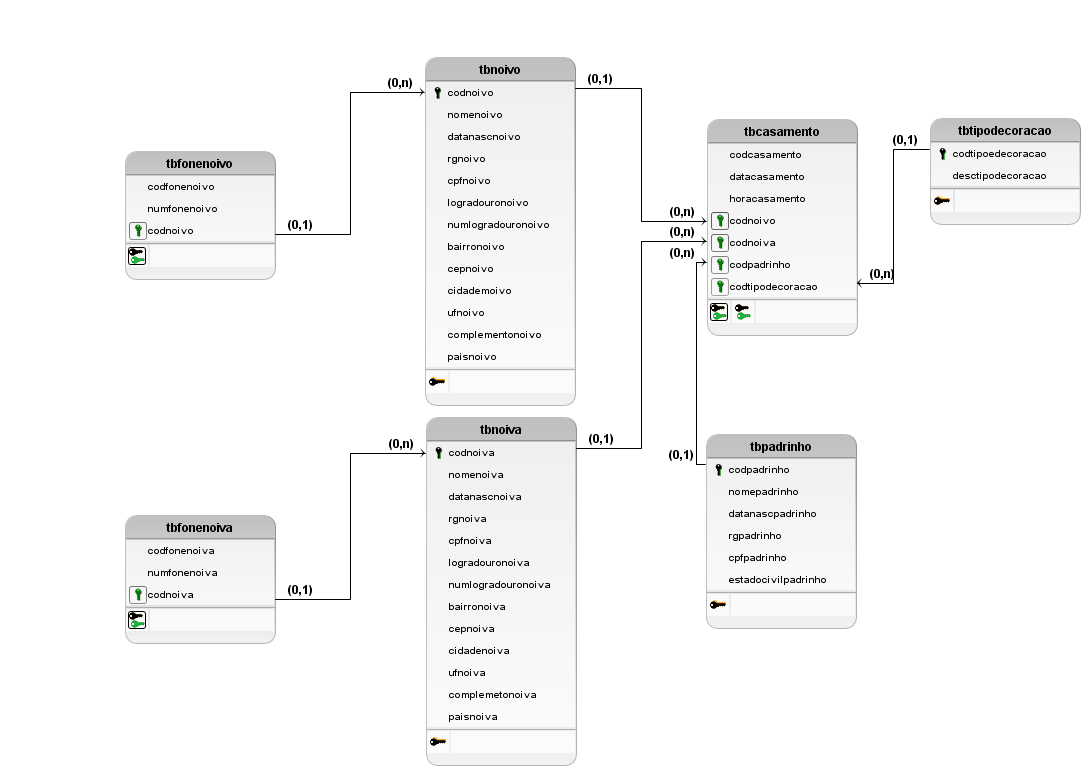 tbnoivo
codnoivo
nomenoivo
datanascnoivo
rgnoivo
cpfnoivo
logradouronoivo
numlogradouronoivo
bairronoivo
cepnoivo
cidademoivo
ufnoivo
complementonoivo
paisnoivo
(0,n)
(0,1)
tbfonenoivo
codfonenoivo
numfonenoivo
codnoivo
(0,1)
tbcasamento
codcasamento
datacasamento
horacasamento
codnoivo
codnoiva
codpadrinho
codtipodecoracao
(0,n)
(0,n)
(0,n)
(0,n)
tbtipodecoracao
codtipoedecoracao
desctipodecoracao
(0,1)
tbnoiva
codnoiva
nomenoiva
datanascnoiva
rgnoiva
cpfnoiva
logradouronoiva
numlogradouronoiva
bairronoiva
cepnoiva
cidadenoiva
ufnoiva
complemetonoiva
paisnoiva
(0,n)
(0,1)
tbfonenoiva
codfonenoiva
numfonenoiva
codnoiva
(0,1)
tbpadrinho
codpadrinho
nomepadrinho
datanascpadrinho
rgpadrinho
cpfpadrinho
estadocivilpadrinho
(0,1)